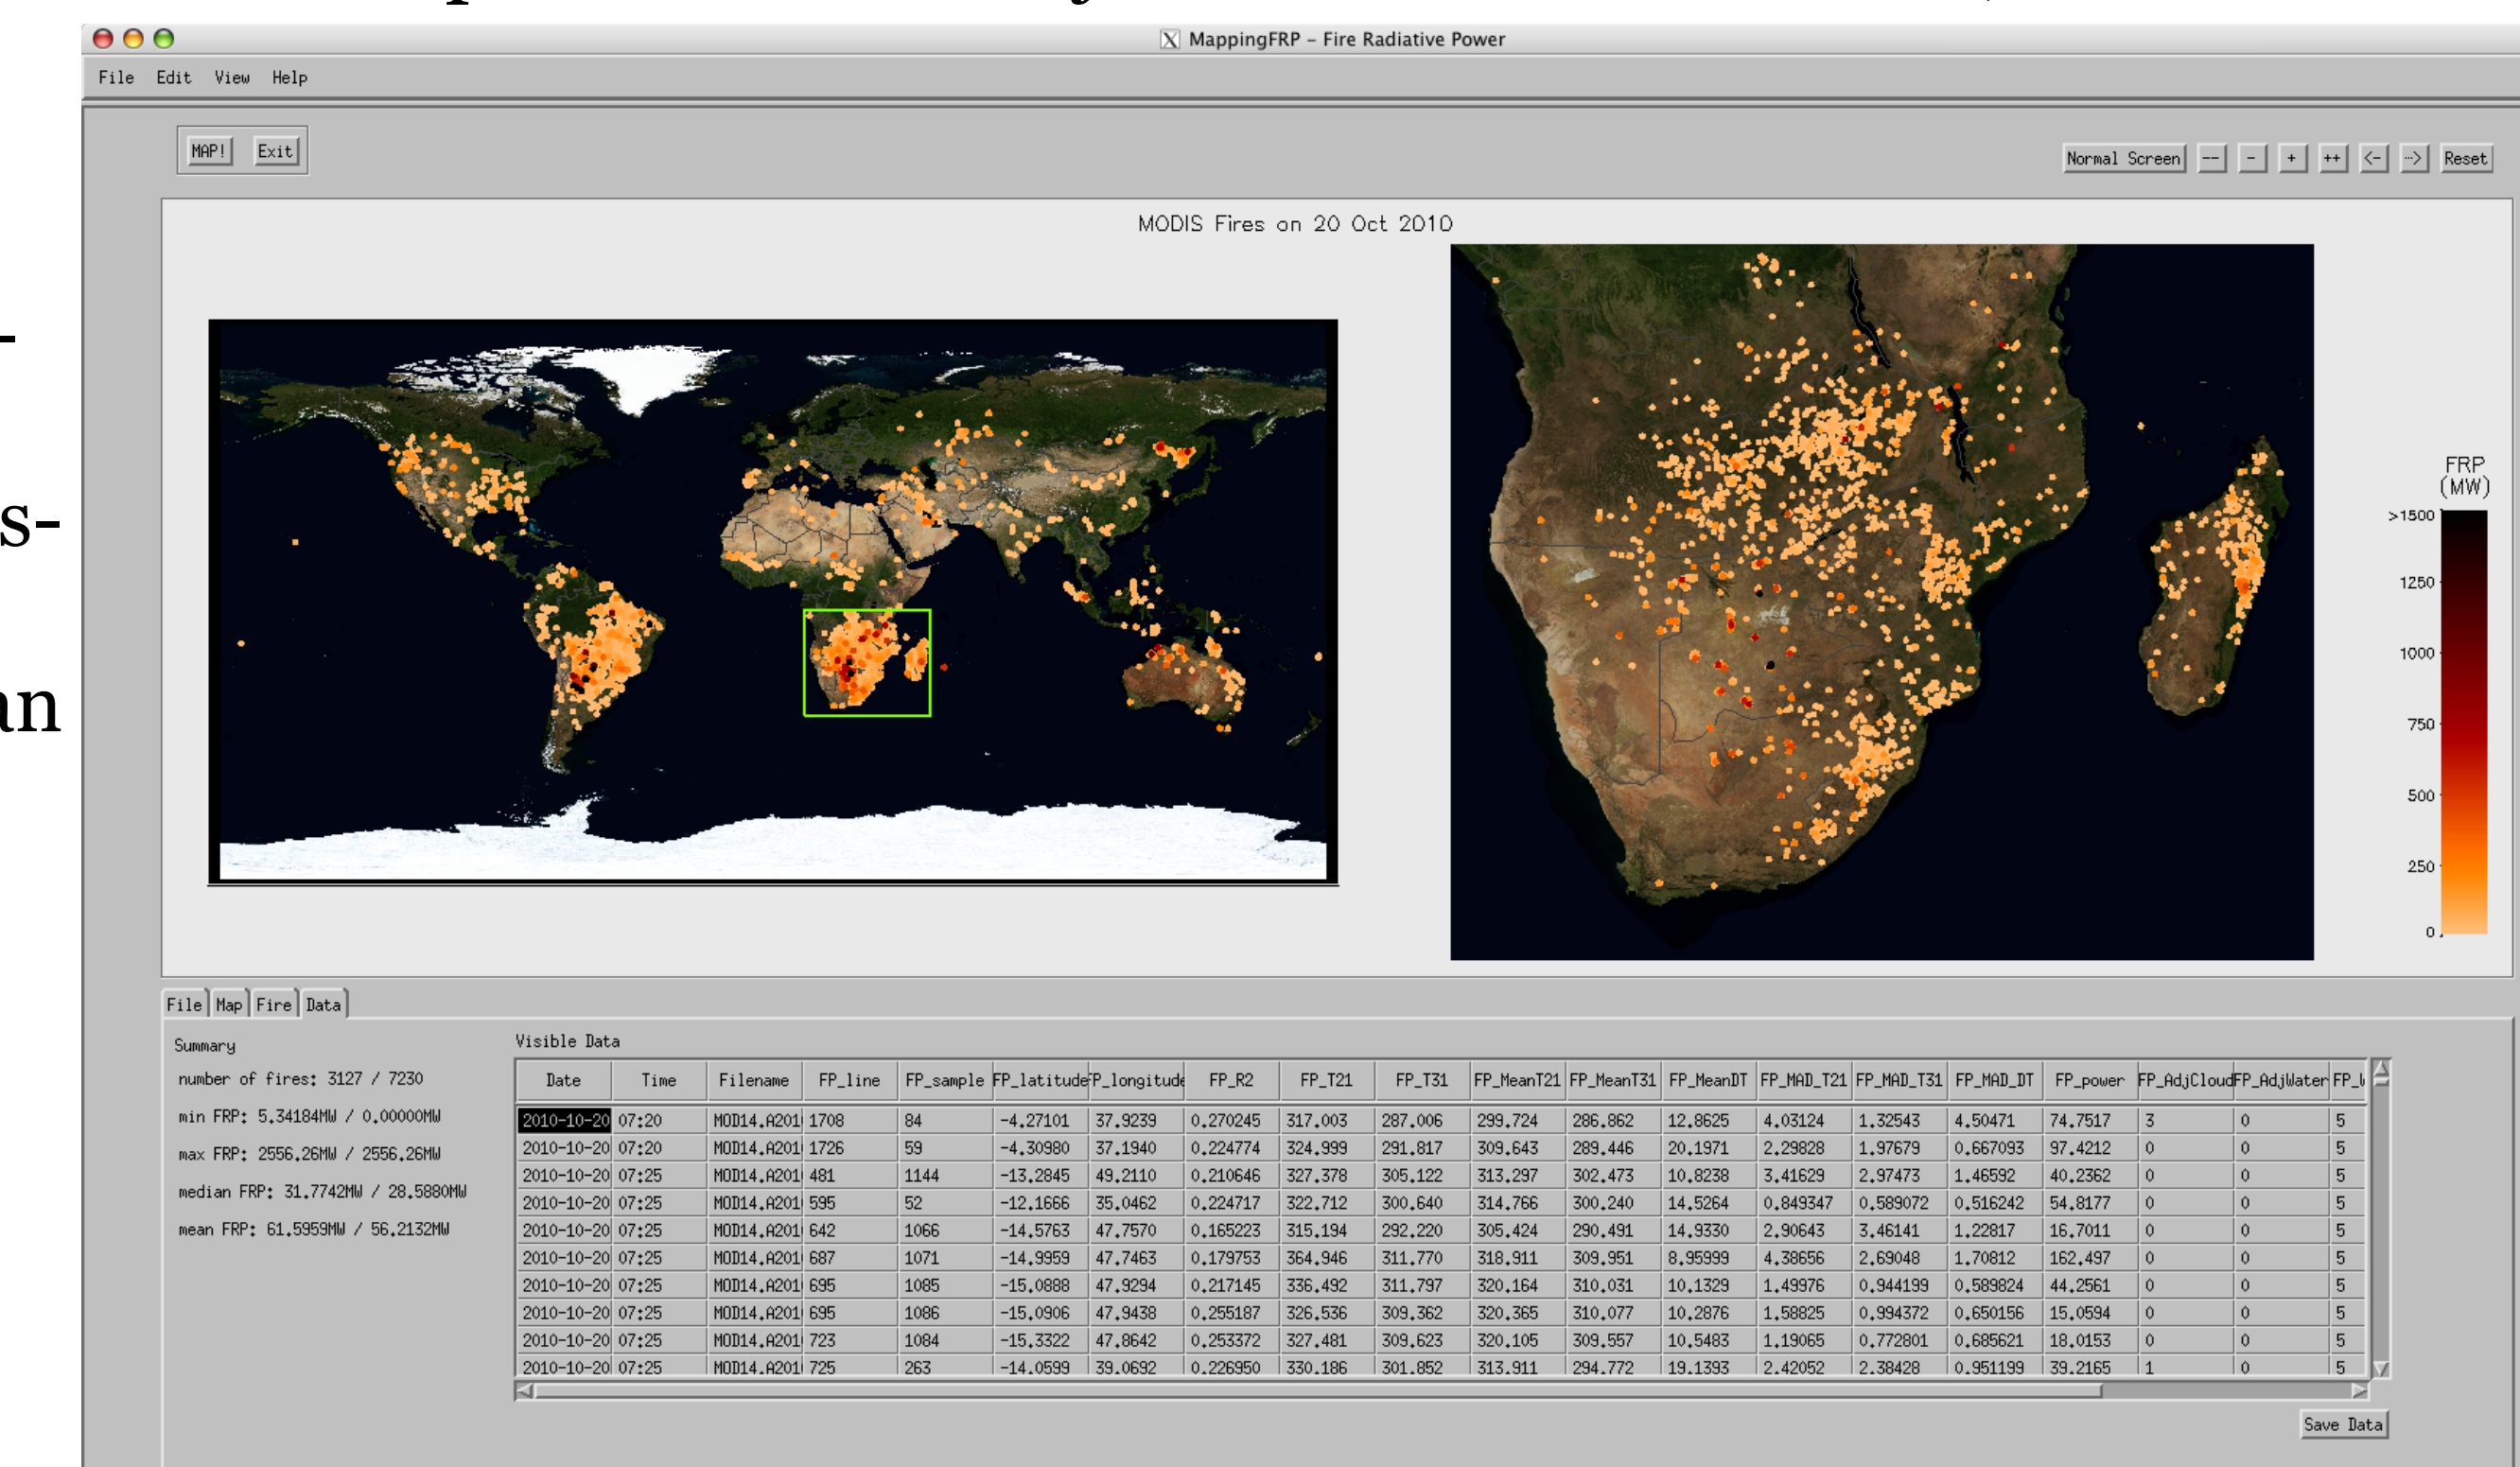 MappingFRP – Fire Radiative Power
File Edit View Help
MAP! Exit
Normal Screen -- - + ++ <- -> Reset
MODIS Fires on 20 Oct 2010
FRP
(MW)
>1500
1250
1000
750
500
250
0
s-
an
File Map Fire Data
Summary
number of fires: 3127 / 7230
min FRP: 5.34184MW / 0.00000MW
max FRP: 2556.26MW / 2556.26MW
median FRP: 31.7742MW / 28.5880MW
mean FRP: 61.5959MW / 56.2132MW
Visible Data
Date Time Filename FP_line FP_sample FP_latitude P_longitude FP_R2 FP_T21 FP_T31 FP_MeanT21 FP_MeanT31 FP_MeanDT FP_MAD_T21 FP_MAD_T31 FP_MAD_DT FP_power FP_AdjCloud FP_AdjWater
2010-10-20 07:20 MOD14.A201 1708 84 -4.27101 37.9239 0.270245 317.003 287.006 299.724 286.862 12.8625 4.03124 1.32543 4.50471 74.7517 3 0 5
2010-10-20 07:20 MOD14.A201 1726 59 -4.30980 37.1940 0.224774 324.999 291.817 309.643 289.446 20.1971 2.29828 1.97679 0.667093 97.4212 0 0 5
2010-10-20 07:25 MOD14.A201 481 1144 -13.2845 49.2110 0.210646 327.378 305.122 313.297 302.473 10.8238 3.41629 2.97473 1.46592 40.2362 0 0 5
2010-10-20 07:25 MOD14.A201 595 52 -12.1666 35.0462 0.224717 322.712 300.640 314.766 300.240 14.5264 0.849347 0.589072 0.516242 54.8177 0 0 5
2010-10-20 07:25 MOD14.A201 642 1066 -14.5763 47.7570 0.165223 315.194 292.220 305.424 290.491 14.9330 2.90643 3.46141 1.22817 16.7011 0 0 5
2010-10-20 07:25 MOD14.A201 687 1071 -14.9959 47.7463 0.179753 364.946 311.770 318.911 309.951 8.95999 4.38656 2.69048 1.70812 162.497 0 0 5
2010-10-20 07:25 MOD14.A201 695 1085 -15.0888 47.9294 0.217145 336.492 311.797 320.164 310.031 10.1329 1.49976 0.944199 0.589824 44.2561 0 0 5
2010-10-20 07:25 MOD14.A201 695 1086 -15.0906 47.9438 0.255187 326.536 309.362 320.365 310.077 10.2876 1.58825 0.994372 0.650156 15.0594 0 0 5
2010-10-20 07:25 MOD14.A201 723 1084 -15.3322 47.8642 0.253372 327.481 309.623 320.105 309.557 10.5483 1.19065 0.772801 0.685621 18.0153 0 0 5
2010-10-20 07:25 MOD14.A201 725 263 -14.0599 39.0692 0.226950 330.186 301.852 313.911 294.772 19.1393 2.42052 2.38428 0.951199 39.2165 1 0 5
Save Data